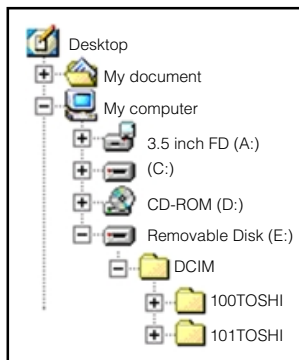 Desktop
My document
My computer
3.5 inch FD (A:)
(C:)
CD-ROM (D:)
Removable Disk (E:)
DCIM
100TOSHI
101TOSHI